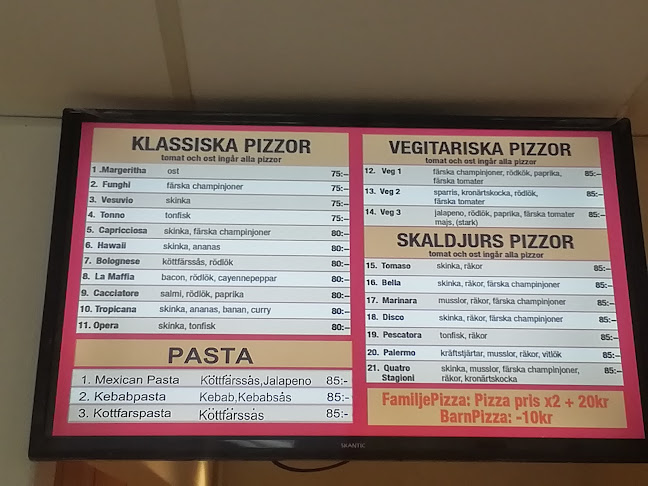 KLASSISKA PIZZOR
tomat och ost ingår alla pizzor
1 .Margeritha ost 75:–
2. Funghi färska champinjoner 75:–
3. Vesuvio skinka 75:–
4. Tonno tonfisk 75:–
5. Capricciosa skinka, färska champinjoner 80:–
6. Hawaii skinka, ananas 80:–
7. Bolognese köttfärssås, rödlök 80:–
8. La Maffia bacon, rödlök, cayennepeppar 80:–
9. Cacciatore salmi, rödlök, paprika 80:–
10. Tropicana skinka, ananas, banan, curry 80:–
11. Opera skinka, tonfisk 80:–
PASTA
1. Mexican Pasta Köttfärssås,Jalapeno 85:-
2. Kebabpasta Kebab,Kebabsås 85:-
3. Kottfarspasta Köttfärssås 85:-
VEGITARISKA PIZZOR
tomat och ost ingår alla pizzor
12. Veg 1 färska champinjoner, rödkök, paprika, 85:–
färska tomater
13. Veg 2 sparris, kronärtskocka, rödlök, 85:–
färska tomater
14. Veg 3 jalapeno, rödlök, paprika, färska tomater 85:–
majs, (stark)
SKALDJURS PIZZOR
tomat och ost ingår alla pizzor
15. Tomaso skinka, räkor 85:–
16. Bella skinka, räkor, färska champinjoner 85:–
17. Marinara musslor, räkor, färska champinjoner 85:–
18. Disco skinka, räkor, färska champinjoner 85:–
19. Pescatora tonfisk, räkor 85:–
20. Palermo kräftstjärtar, musslor, räkor, vitlök 85:–
21. Quatro skinka, musslor, färska champinjoner, 85:–
Stagioni räkor, kronärtskocka
FamiljePizza: Pizza pris x2 + 20kr
BarnPizza: -10kr
SKANTIC